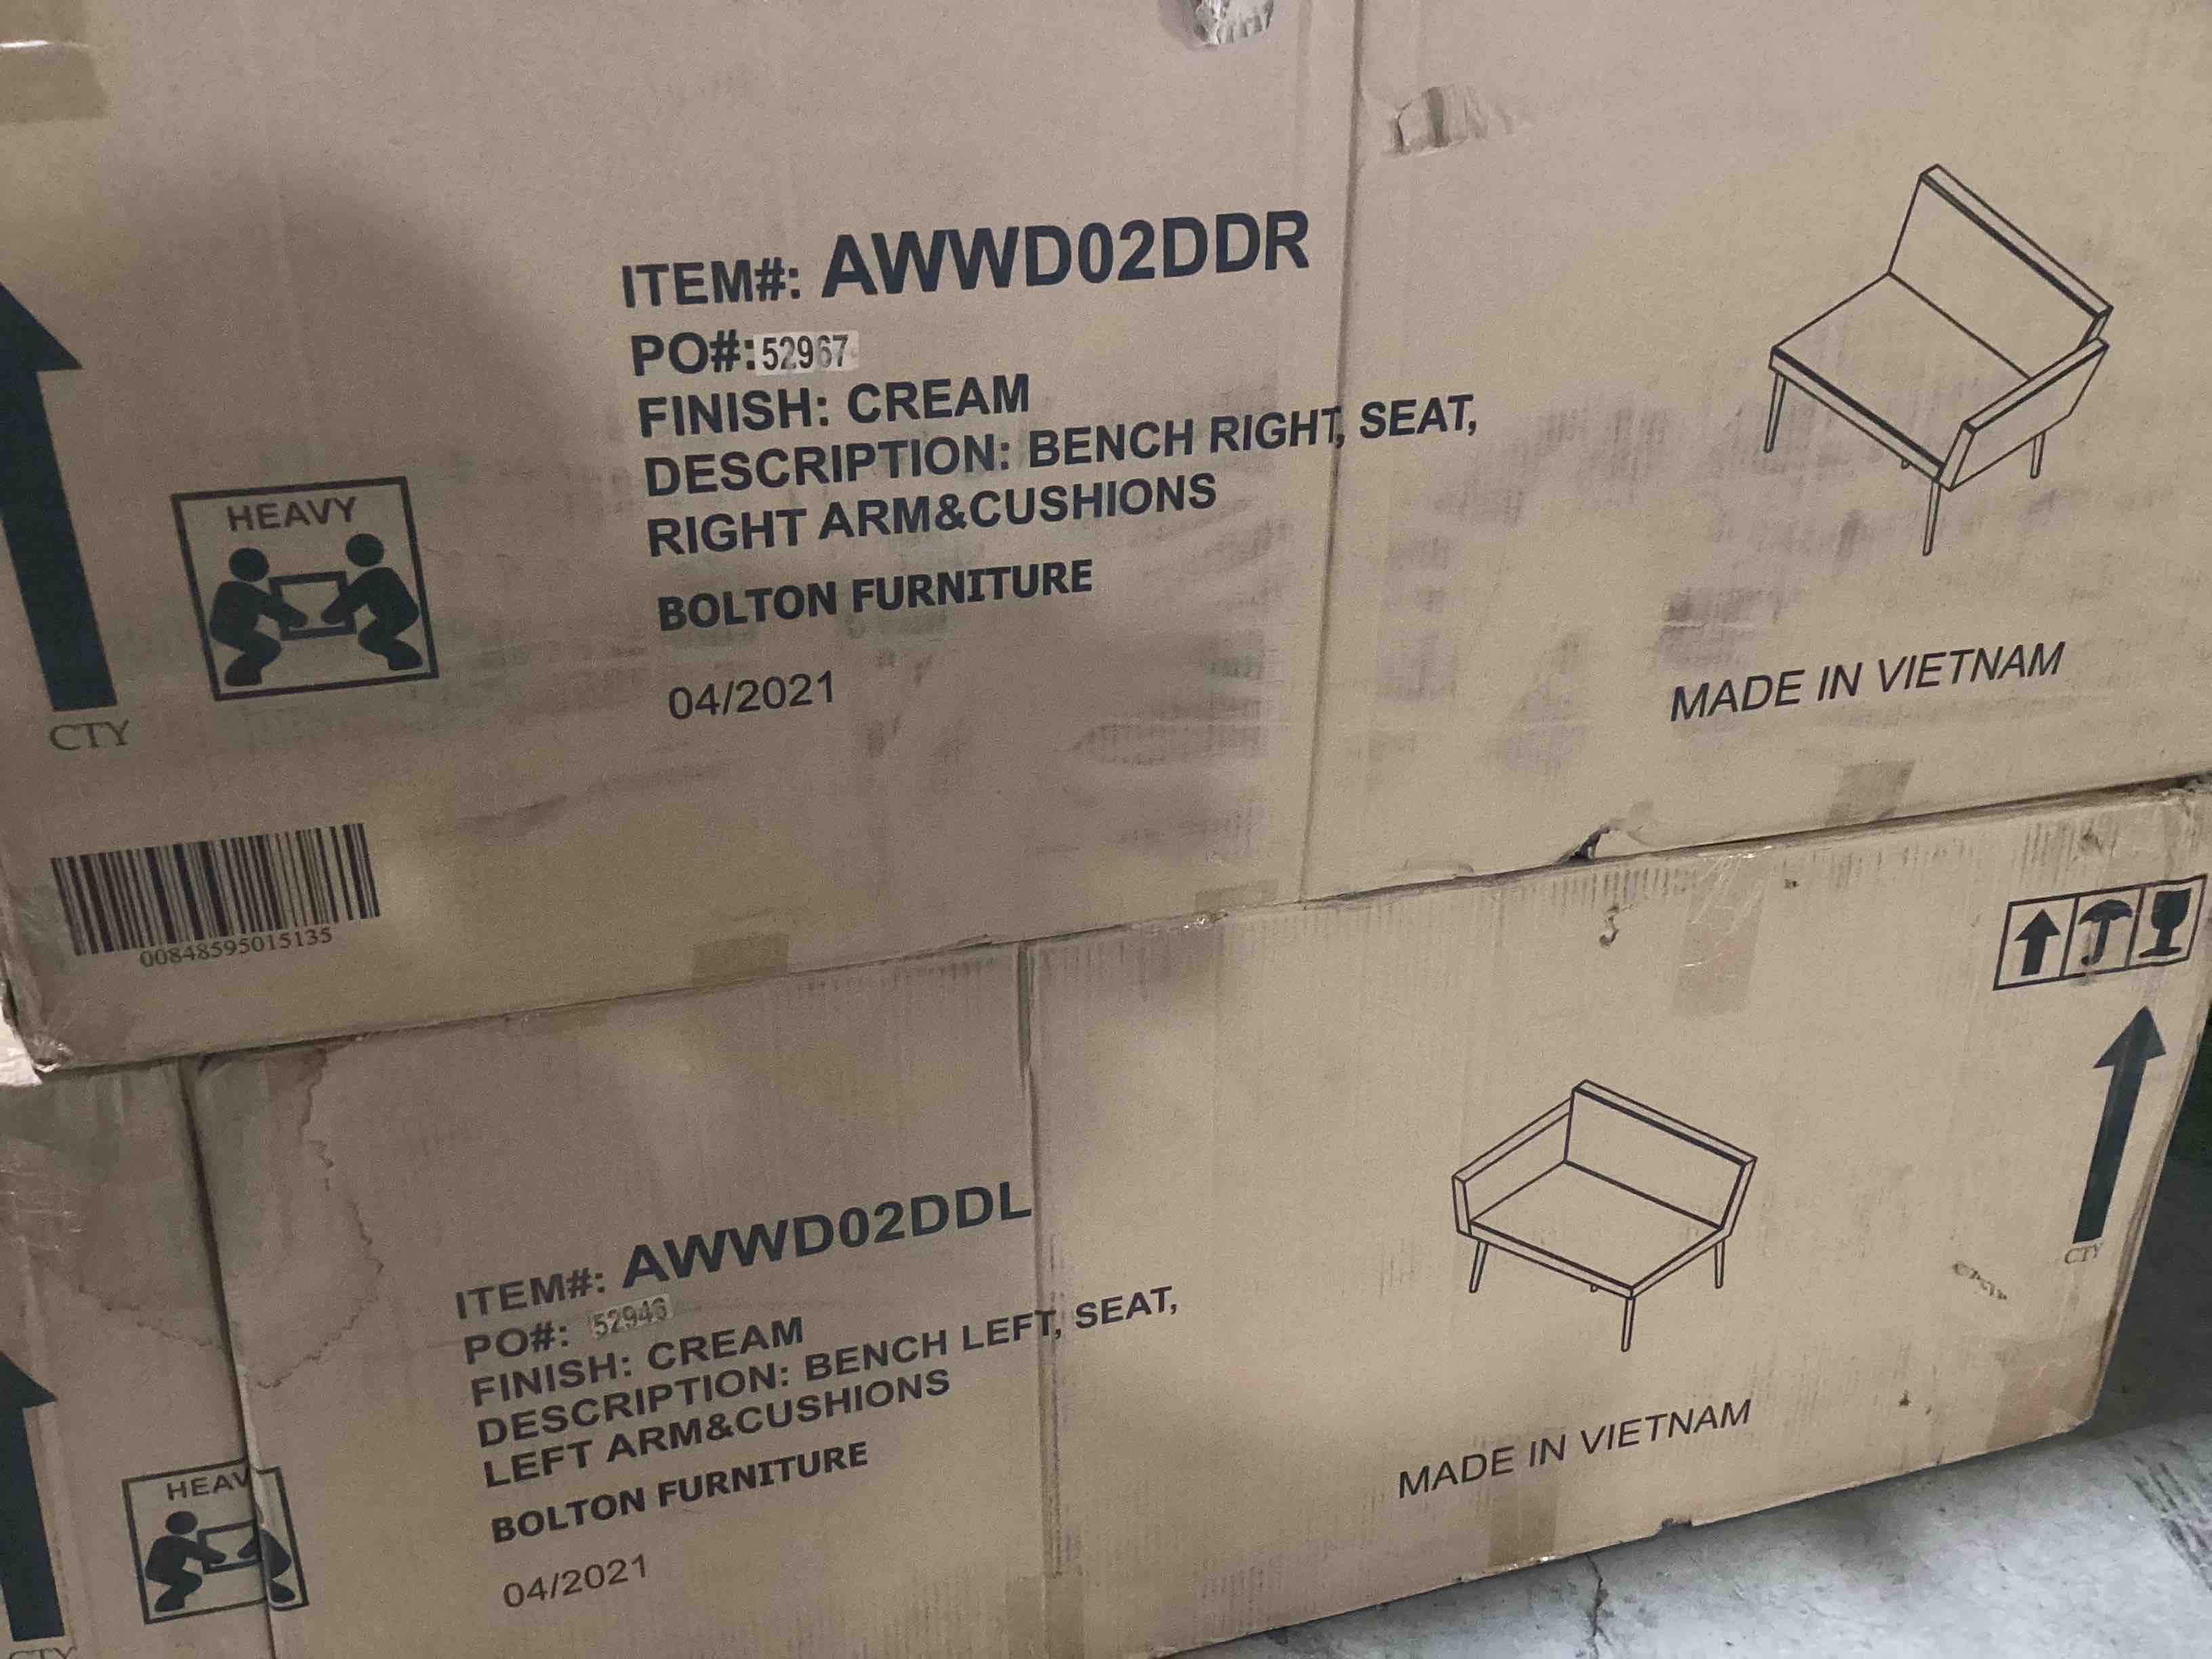 ITEM#: AWWD02DDR
PO#: 52967
FINISH: CREAM
DESCRIPTION: BENCH RIGHT, SEAT,
RIGHT ARM&CUSHIONS
BOLTON FURNITURE
04/2021
HEAVY
CTY
00848595015135
MADE IN VIETNAM
ITEM#: AWWD02DDL
PO#: 52946
FINISH: CREAM
DESCRIPTION: BENCH LEFT, SEAT,
LEFT ARM&CUSHIONS
BOLTON FURNITURE
04/2021
HEAV
CTY
MADE IN VIETNAM
CTY